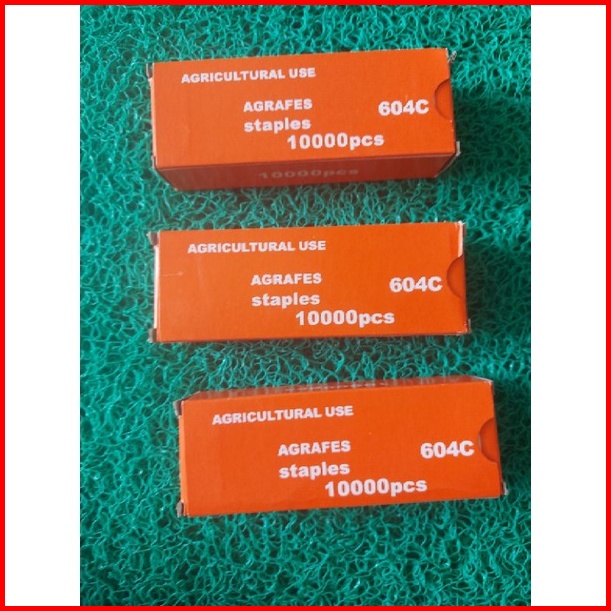 AGRICULTURAL USE
AGRAFES 604C
staples
10000pcs
10000pcs
AGRICULTURAL USE
AGRAFES 604C
staples
10000pcs
AGRICULTURAL USE
AGRAFES 604C
staples
10000pcs